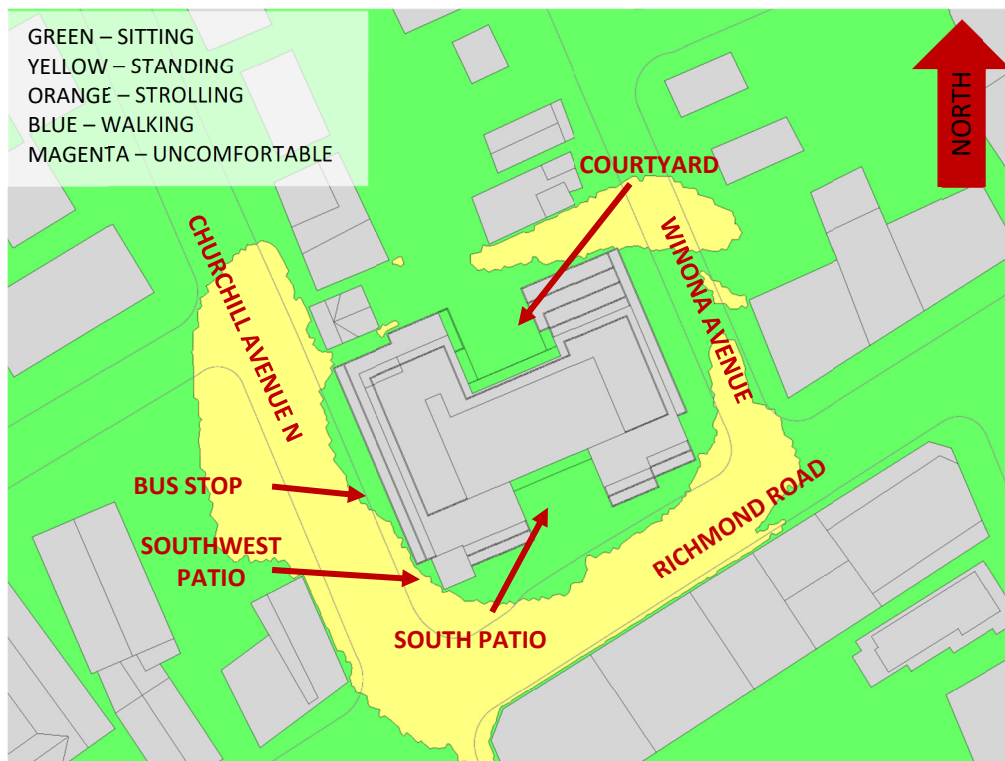 GREEN – SITTING
YELLOW – STANDING
ORANGE – STROLLING
BLUE – WALKING
MAGENTA – UNCOMFORTABLE
NORTH
COURTYARD
CHURCHILL AVENUE N
WINONA AVENUE
BUS STOP
SOUTHWEST
PATIO
RICHMOND ROAD
SOUTH PATIO